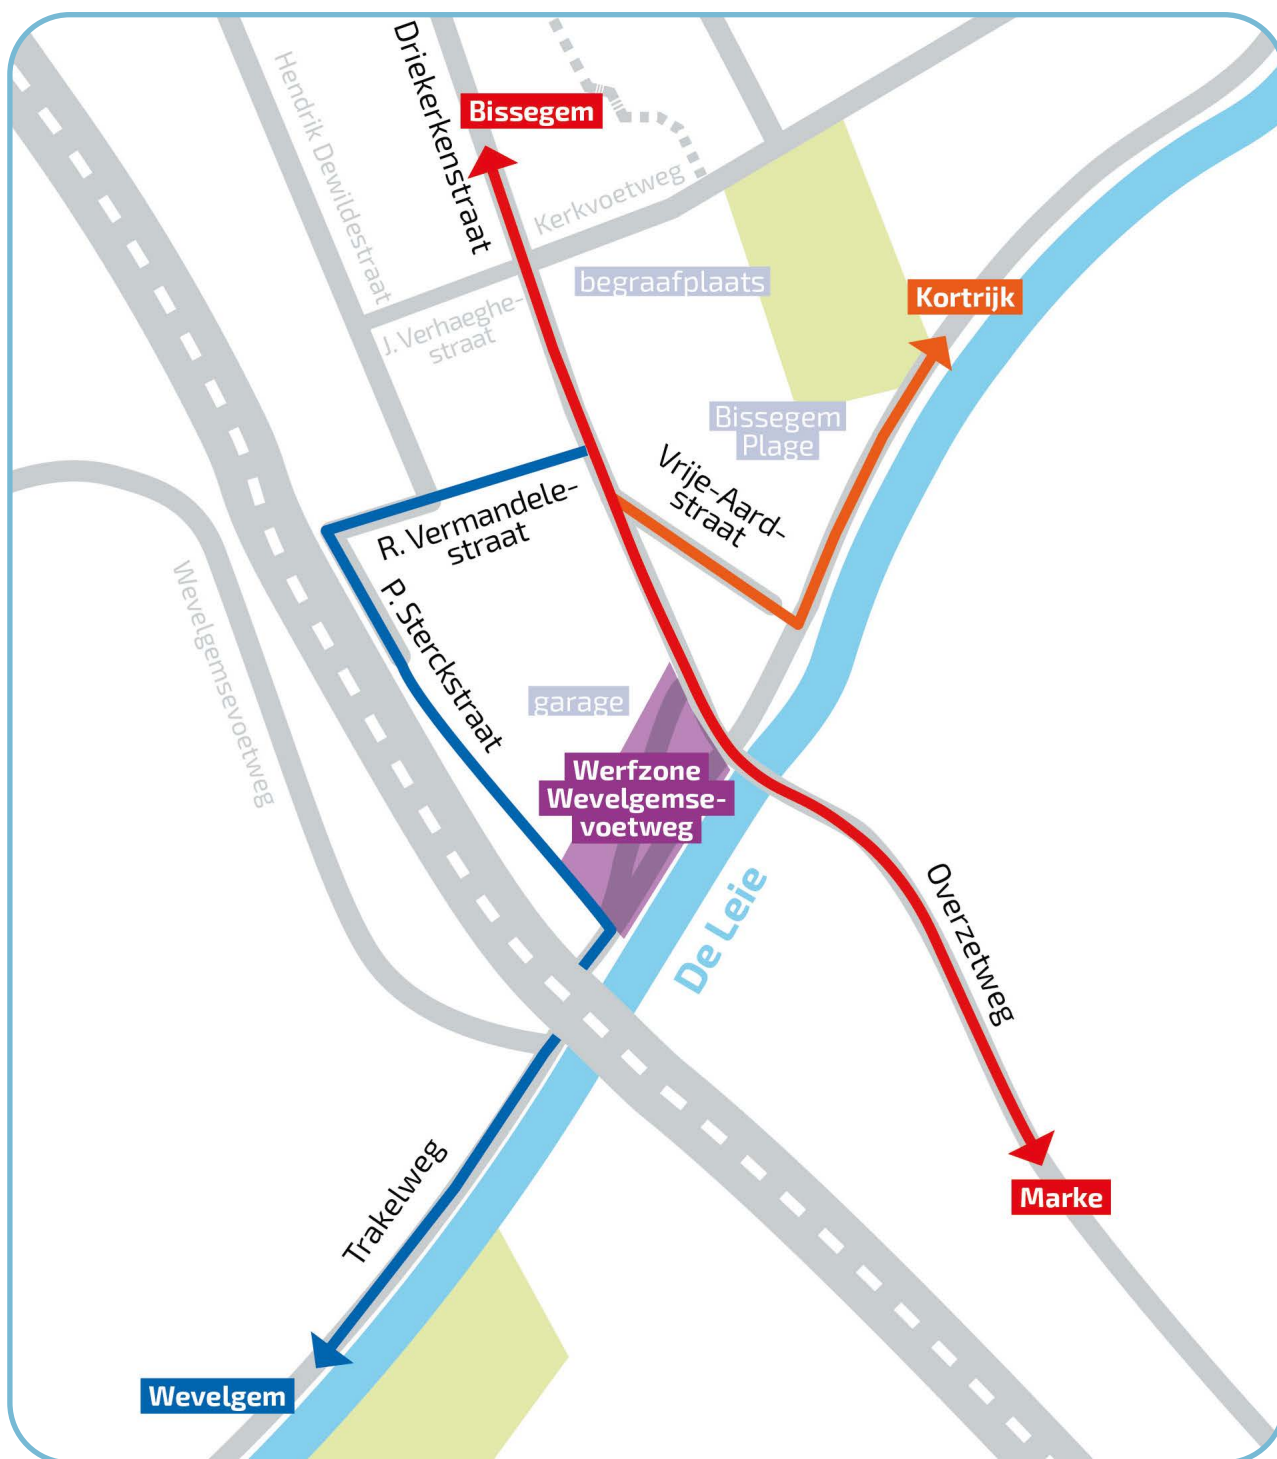 Driekerkenstraat
Hendrik Dewildestraat
Bissegem
Kerkvoetweg
begraafplaats
Kortrijk
J. Verhaeghe-
straat
Bissegem
Plage
Vrije-Aard-
straat
R. Vermandele-
straat
Wevelgemsevoetweg
P. Sterckstraat
garage
Werfzone
Wevelgemse-
voetweg
De Leie
Overzetweg
Trakelweg
Marke
Wevelgem